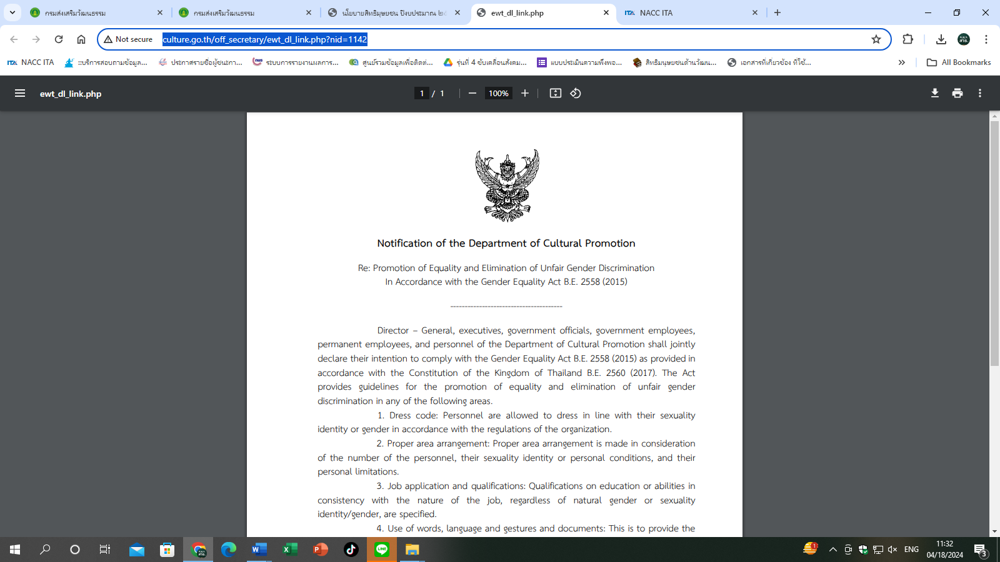 กรมส่งเสริมวัฒนธรรม
กรมส่งเสริมวัฒนธรรม
นโยบายสิทธิมนุษยชน ปีงบประมาณ ๒๕
ewt_dl_link.php
NACC ITA
Not secure
culture.go.th/off_secretary/ewt_dl_link.php?nid=1142
NACC ITA
::บริการสอบถามข้อมูล...
ประกาศรายชื่อผู้ชนะกา...
ระบบการรายงานผลการ...
ศูนย์รวมข้อมูลเพื่อติดต่...
รุ่นที่ 4 ขับเคลื่อนสังคม...
แบบประเมินความพึงพอ...
สิทธิมนุษยชนด้านวัฒน...
เอกสารที่เกี่ยวข้อง ที่ใช้...
All Bookmarks
ewt_dl_link.php
1 / 1
100%
Notification of the Department of Cultural Promotion
Re: Promotion of Equality and Elimination of Unfair Gender Discrimination
In Accordance with the Gender Equality Act B.E. 2558 (2015)
---------------------------------------
Director – General, executives, government officials, government employees,
permanent employees, and personnel of the Department of Cultural Promotion shall jointly
declare their intention to comply with the Gender Equality Act B.E. 2558 (2015) as provided in
accordance with the Constitution of the Kingdom of Thailand B.E. 2560 (2017). The Act
provides guidelines for the promotion of equality and elimination of unfair gender
discrimination in any of the following areas.
1. Dress code: Personnel are allowed to dress in line with their sexuality
identity or gender in accordance with the regulations of the organization.
2. Proper area arrangement: Proper area arrangement is made in consideration
of the number of the personnel, their sexuality identity or personal conditions, and their
personal limitations.
3. Job application and qualifications: Qualifications on education or abilities in
consistency with the nature of the job, regardless of natural gender or sexuality
identity/gender, are specified.
4. Use of words, language and gestures and documents: This is to provide the
ENG
11:32
04/18/2024
3